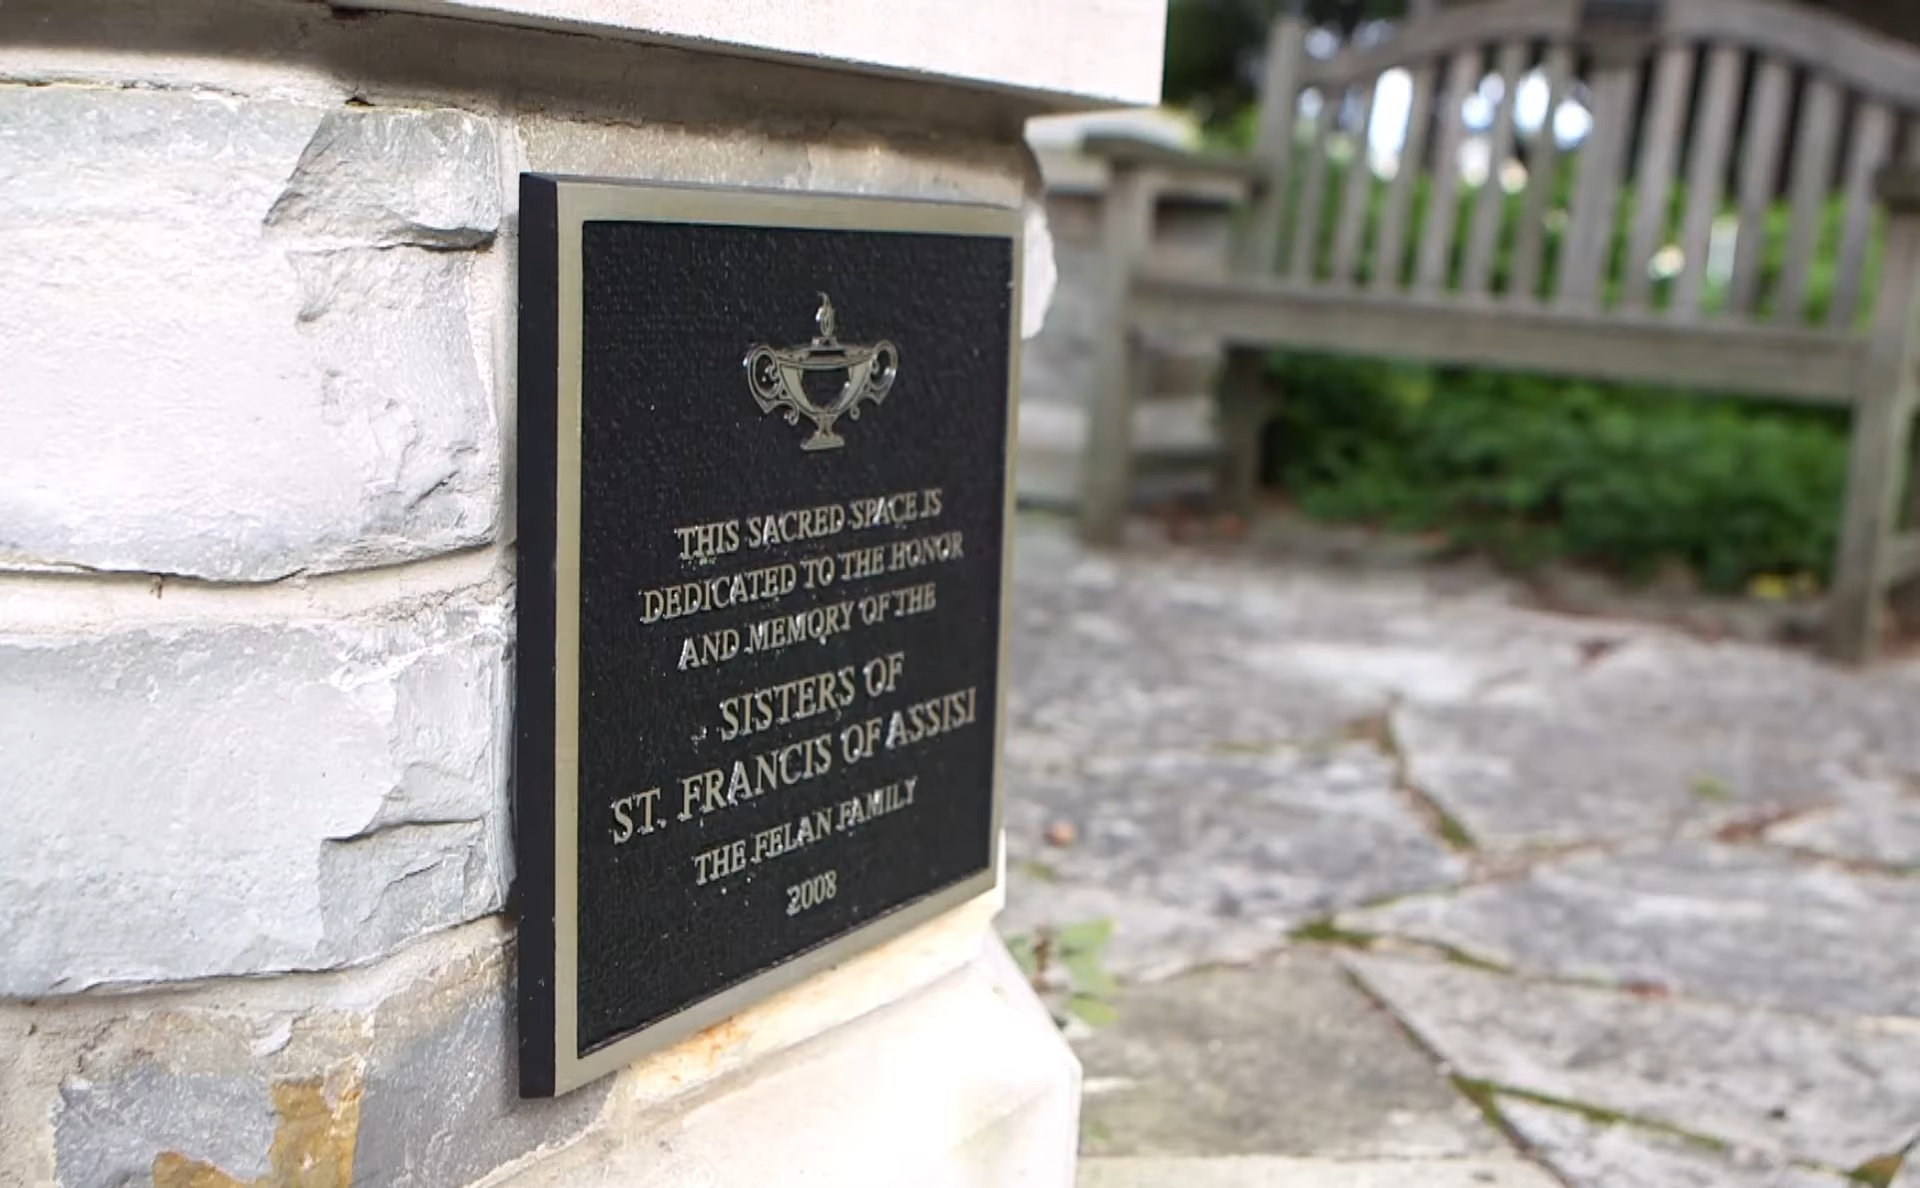 THIS SACRED SPACE IS
DEDICATED TO THE HONOR
AND MEMORY OF THE
SISTERS OF
ST. FRANCIS OF ASSISI
THE FELAN FAMILY
2008